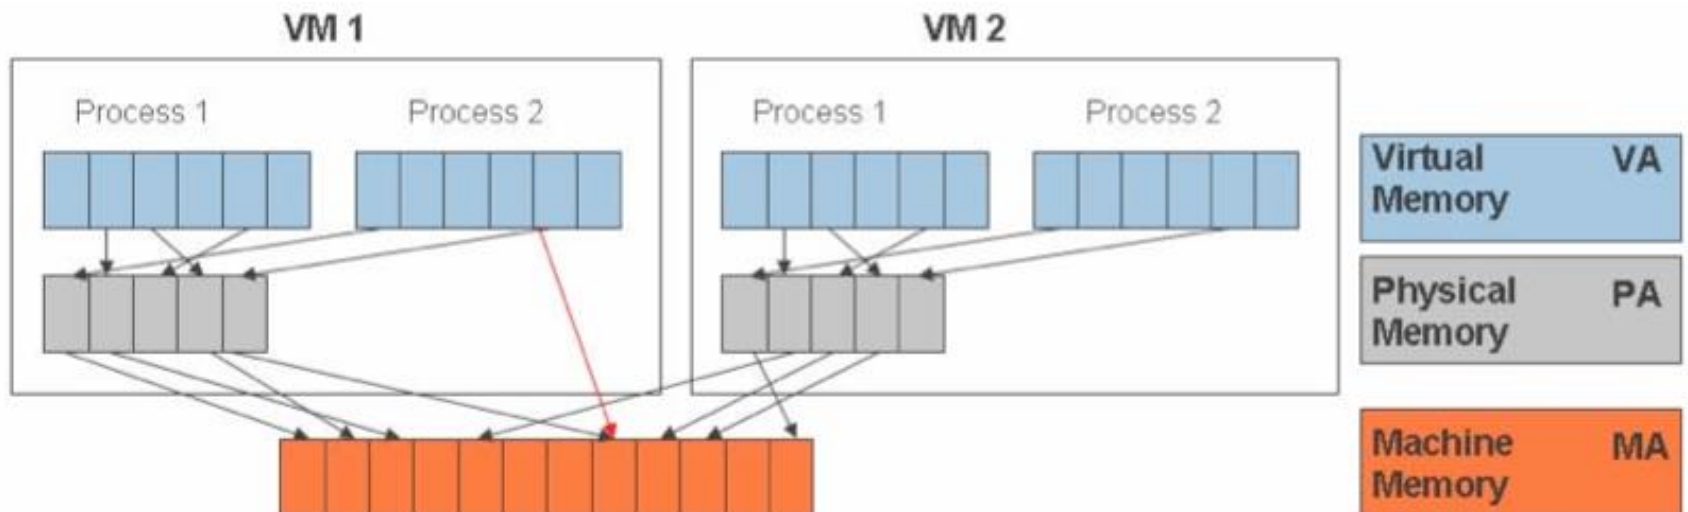 VM 1
VM 2
Process 1
Process 2
Process 1
Process 2
Virtual VA
Memory
Physical PA
Memory
Machine MA
Memory